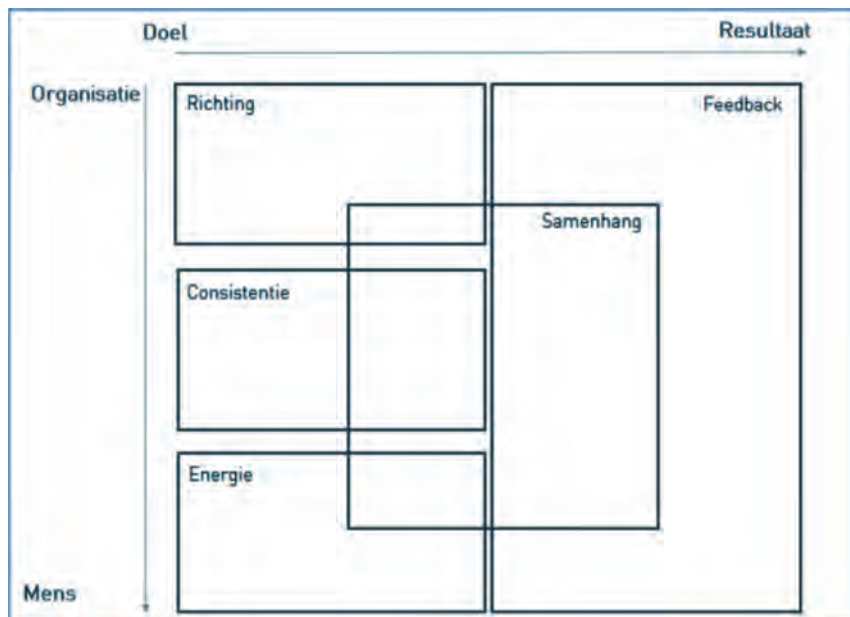 Doel
Resultaat
Organisatie
Richting
Feedback
Samenhang
Consistentie
Energie
Mens